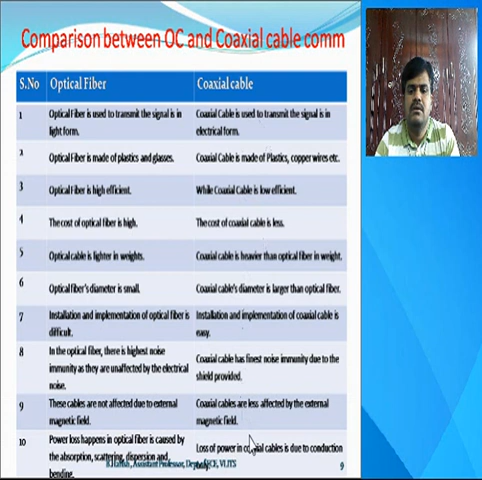 Comparison between OC and Coaxial cable comm
S.No Optical Fiber Coaxial cable
1 Optical Fiber is used to transmit the signal is in light form. Coaxial Cable is used to transmit the signal is in electrical form.
2 Optical Fiber is made of plastics and glasses. Coaxial Cable is made of Plastics, copper wires etc.
3 Optical Fiber is high efficient. While Coaxial Cable is low efficient.
4 The cost of optical fiber is high. The cost of coaxial cable is less.
5 Optical cable is lighter in weights. Coaxial cable is heavier than optical fiber in weight.
6 Optical fiber's diameter is small. Coaxial cable's diameter is larger than optical fiber.
7 Installation and implementation of optical fiber is difficult. Installation and implementation of coaxial cable is easy.
8 In the optical fiber, there is highest noise immunity as they are unaffected by the electrical noise. Coaxial cable has finest noise immunity due to the shield provided.
9 These cables are not affected due to external magnetic field. Coaxial cables are less affected by the external magnetic field.
10 Power loss happens in optical fiber is caused by the absorption, scattering, dispersion and bending. Loss of power in coaxial cables is due to conduction only.
Assistant Professor, VLITS 9